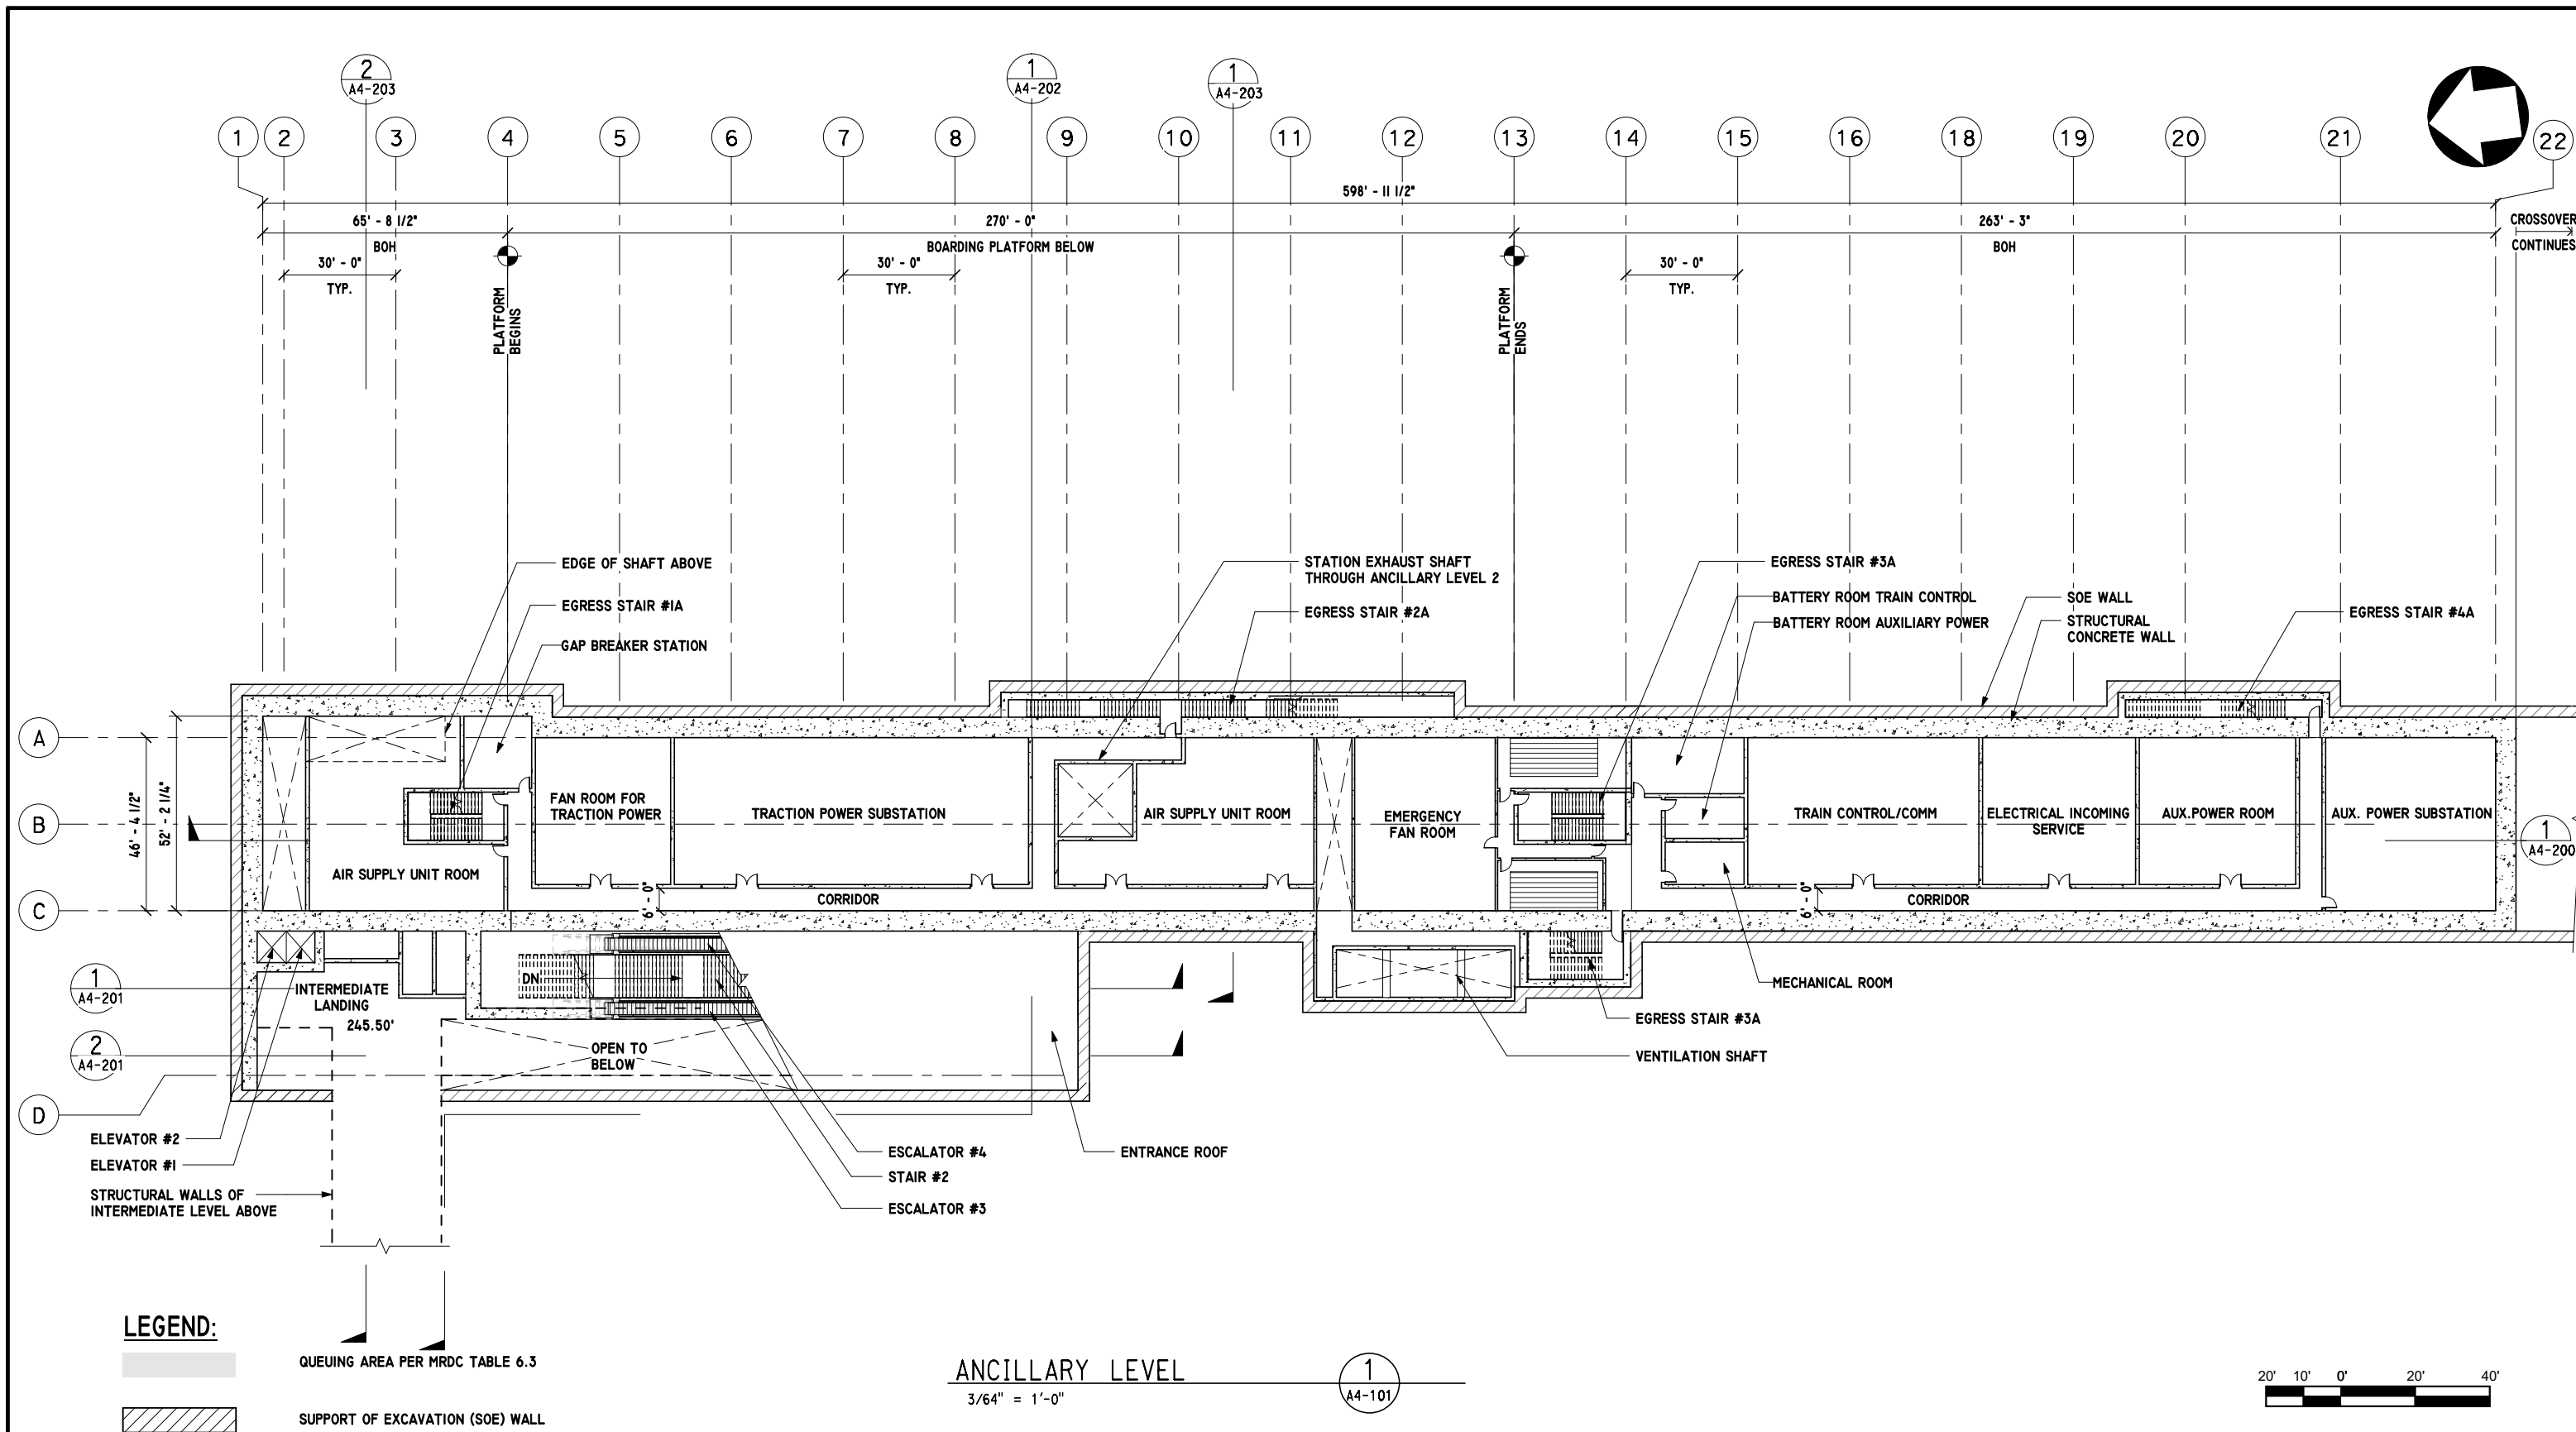 2
A4-203
1
A4-202
1
A4-203
1 2 3 4 5 6 7 8 9 10 11 12 13 14 15 16 18 19 20 21 22
598' - 11 1/2"
65' - 8 1/2"
BOH
270' - 0"
BOARDING PLATFORM BELOW
263' - 3"
BOH
CROSSOVER
CONTINUES
30' - 0"
TYP.
30' - 0"
TYP.
30' - 0"
TYP.
PLATFORM
BEGINS
PLATFORM
ENDS
EDGE OF SHAFT ABOVE
EGRESS STAIR #1A
GAP BREAKER STATION
STATION EXHAUST SHAFT
THROUGH ANCILLARY LEVEL 2
EGRESS STAIR #2A
EGRESS STAIR #3A
BATTERY ROOM TRAIN CONTROL
BATTERY ROOM AUXILIARY POWER
SOE WALL
STRUCTURAL
CONCRETE WALL
EGRESS STAIR #4A
A
B
C
D
46' - 4 1/2"
52' - 2 1/4"
FAN ROOM FOR
TRACTION POWER
TRACTION POWER SUBSTATION
AIR SUPPLY UNIT ROOM
EMERGENCY
FAN ROOM
TRAIN CONTROL/COMM
ELECTRICAL INCOMING
SERVICE
AUX.POWER ROOM
AUX. POWER SUBSTATION
1
A4-200
AIR SUPPLY UNIT ROOM
6' - 0"
CORRIDOR
6' - 0"
CORRIDOR
1
A4-201
2
A4-201
INTERMEDIATE
LANDING
245.50'
DN
OPEN TO
BELOW
MECHANICAL ROOM
EGRESS STAIR #3A
VENTILATION SHAFT
ELEVATOR #2
ELEVATOR #1
STRUCTURAL WALLS OF
INTERMEDIATE LEVEL ABOVE
ESCALATOR #4
STAIR #2
ESCALATOR #3
ENTRANCE ROOF
LEGEND:
QUEUING AREA PER MRDC TABLE 6.3
SUPPORT OF EXCAVATION (SOE) WALL
ANCILLARY LEVEL
3/64" = 1'-0"
1
A4-101
20' 10' 0' 20' 40'